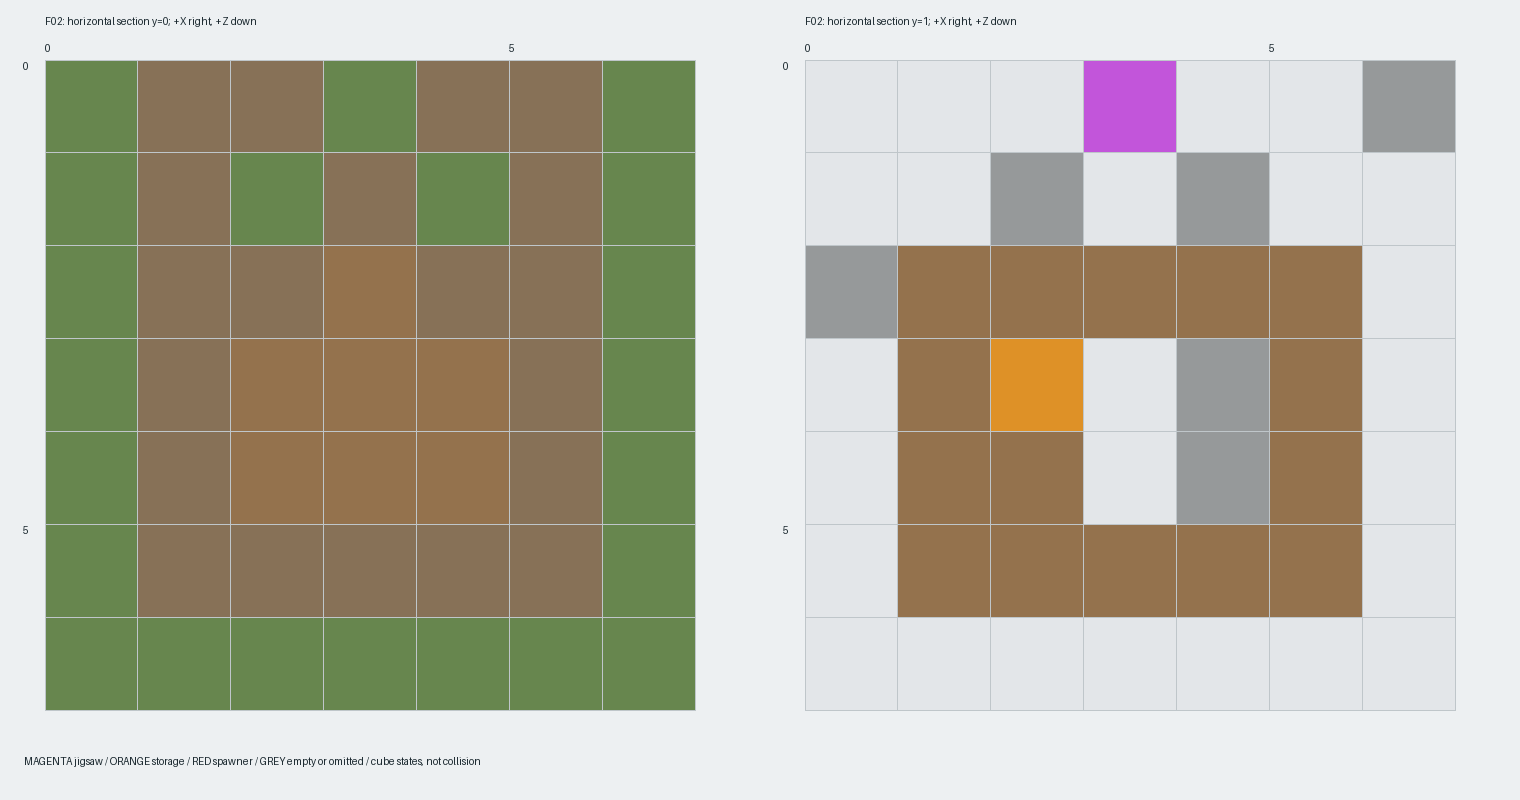 F02: horizontal section y=0; +X right, +Z down
F02: horizontal section y=1; +X right, +Z down
0 5
0 5
0
0
5
5
MAGENTA jigsaw / ORANGE storage / RED spawner / GREY empty or omitted / cube states, not collision